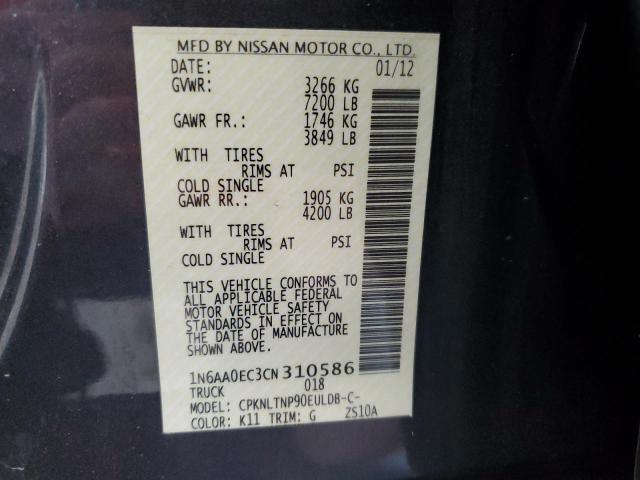 MFD BY NISSAN MOTOR CO., LTD.
DATE: 01/12
GVWR: 3266 KG
7200 LB
GAWR FR.: 1746 KG
3849 LB
WITH TIRES
RIMS AT PSI
COLD SINGLE
GAWR RR.: 1905 KG
4200 LB
WITH TIRES
RIMS AT PSI
COLD SINGLE
THIS VEHICLE CONFORMS TO
ALL APPLICABLE FEDERAL
MOTOR VEHICLE SAFETY
STANDARDS IN EFFECT ON
THE DATE OF MANUFACTURE
SHOWN ABOVE.
1N6AA0EC3CN310586
TRUCK 018
MODEL: CPKNLTNP90EULDB-C-
COLOR: K11 TRIM: G ZS10A